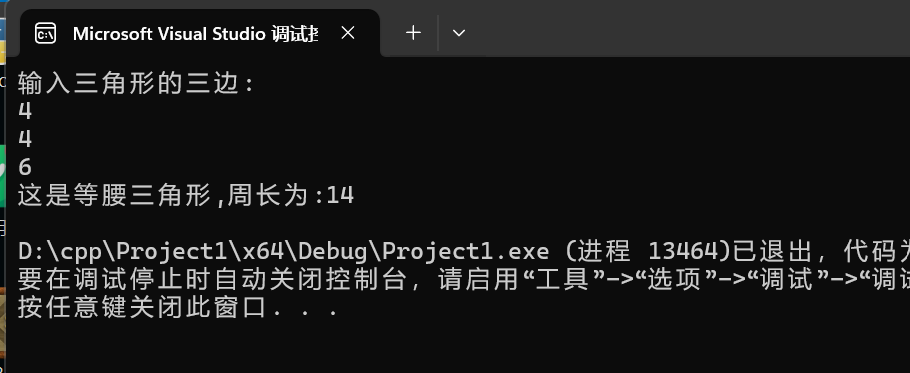 Microsoft Visual Studio 调试
输入三角形的三边:
4
4
6
这是等腰三角形,周长为:14
D:\cpp\Project1\x64\Debug\Project1.exe (进程 13464)已退出，代码
要在调试停止时自动关闭控制台，请启用“工具”->“选项”->“调试”->“调试
按任意键关闭此窗口. . .